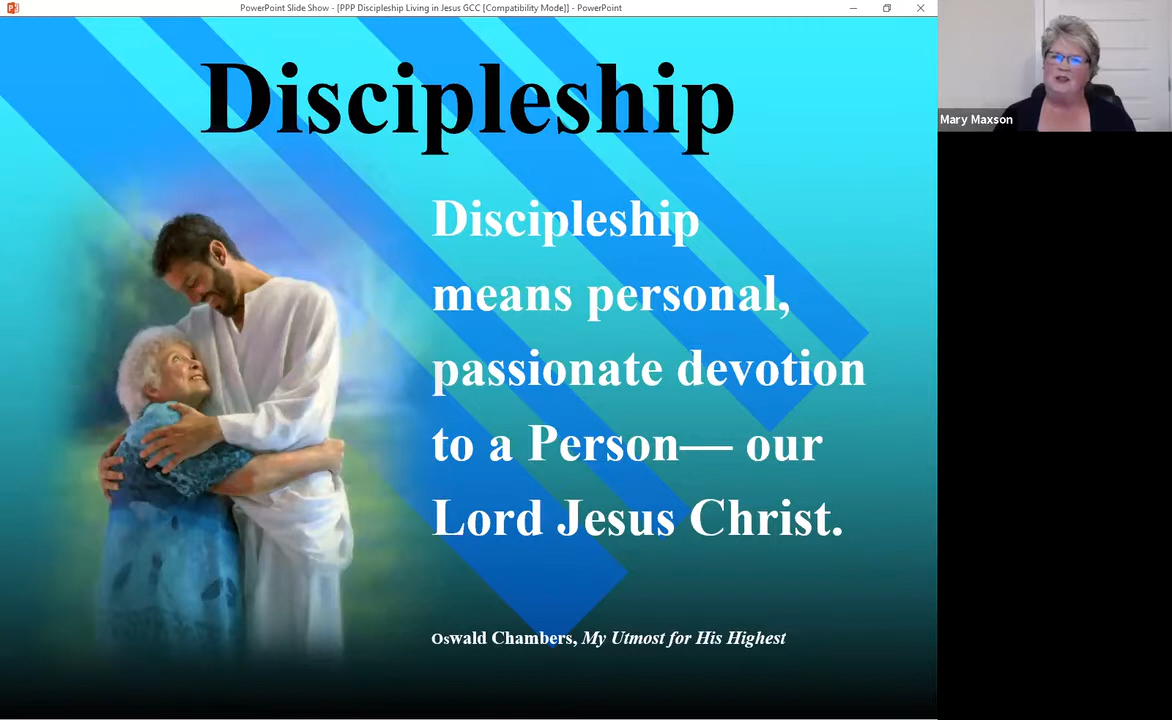 PowerPoint Slide Show - [PPP Discipleship Living in Jesus GCC [Compatibility Mode]] - PowerPoint
Discipleship
Discipleship
means personal,
passionate devotion
to a Person— our
Lord Jesus Christ.
Oswald Chambers, My Utmost for His Highest
Mary Maxson